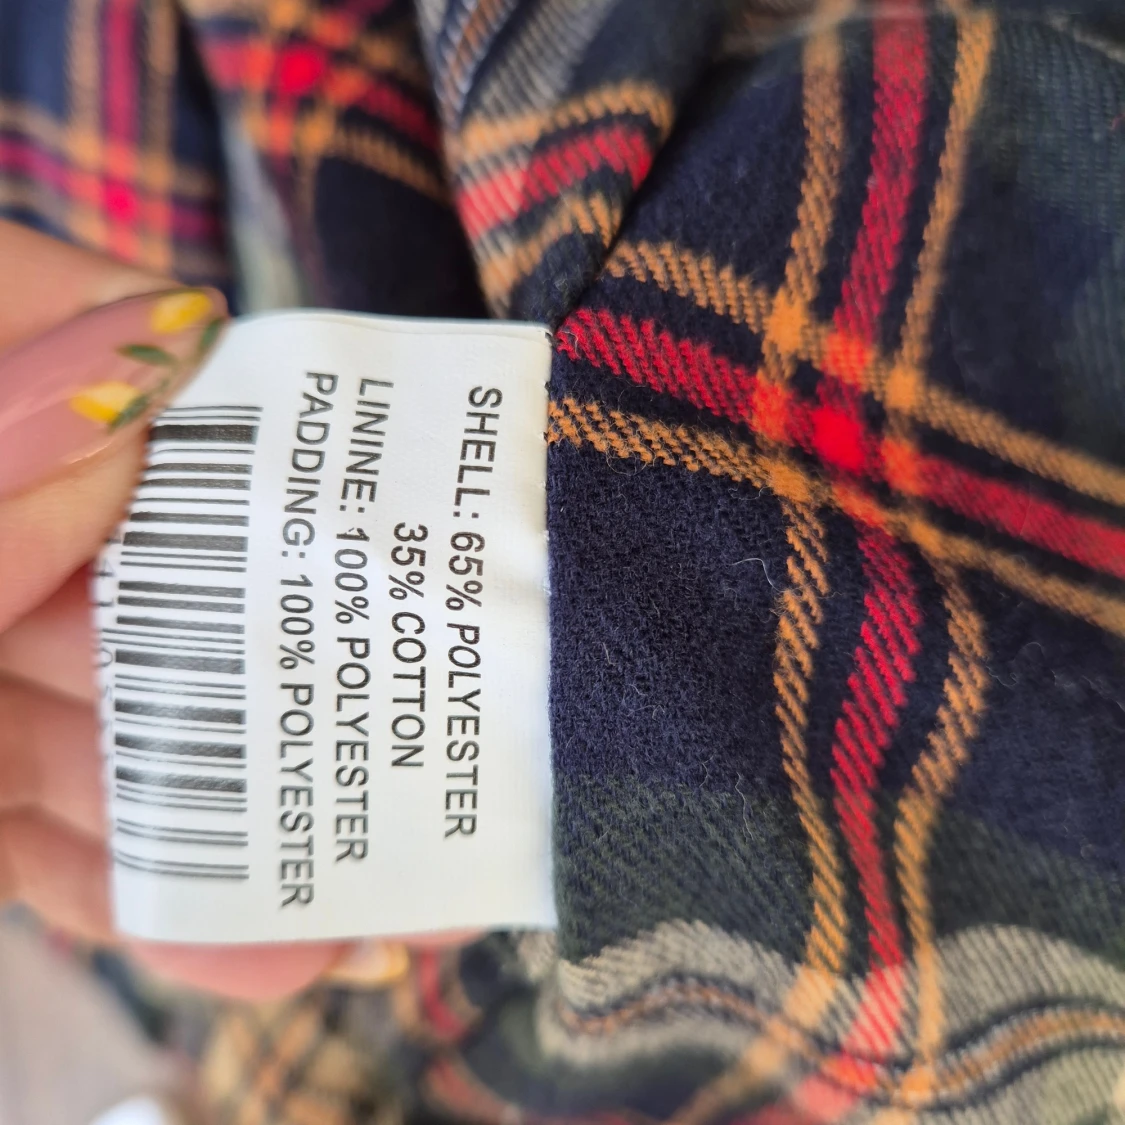 SHELL: 65% POLYESTER
35% COTTON
LININE: 100% POLYESTER
PADDING: 100% POLYESTER